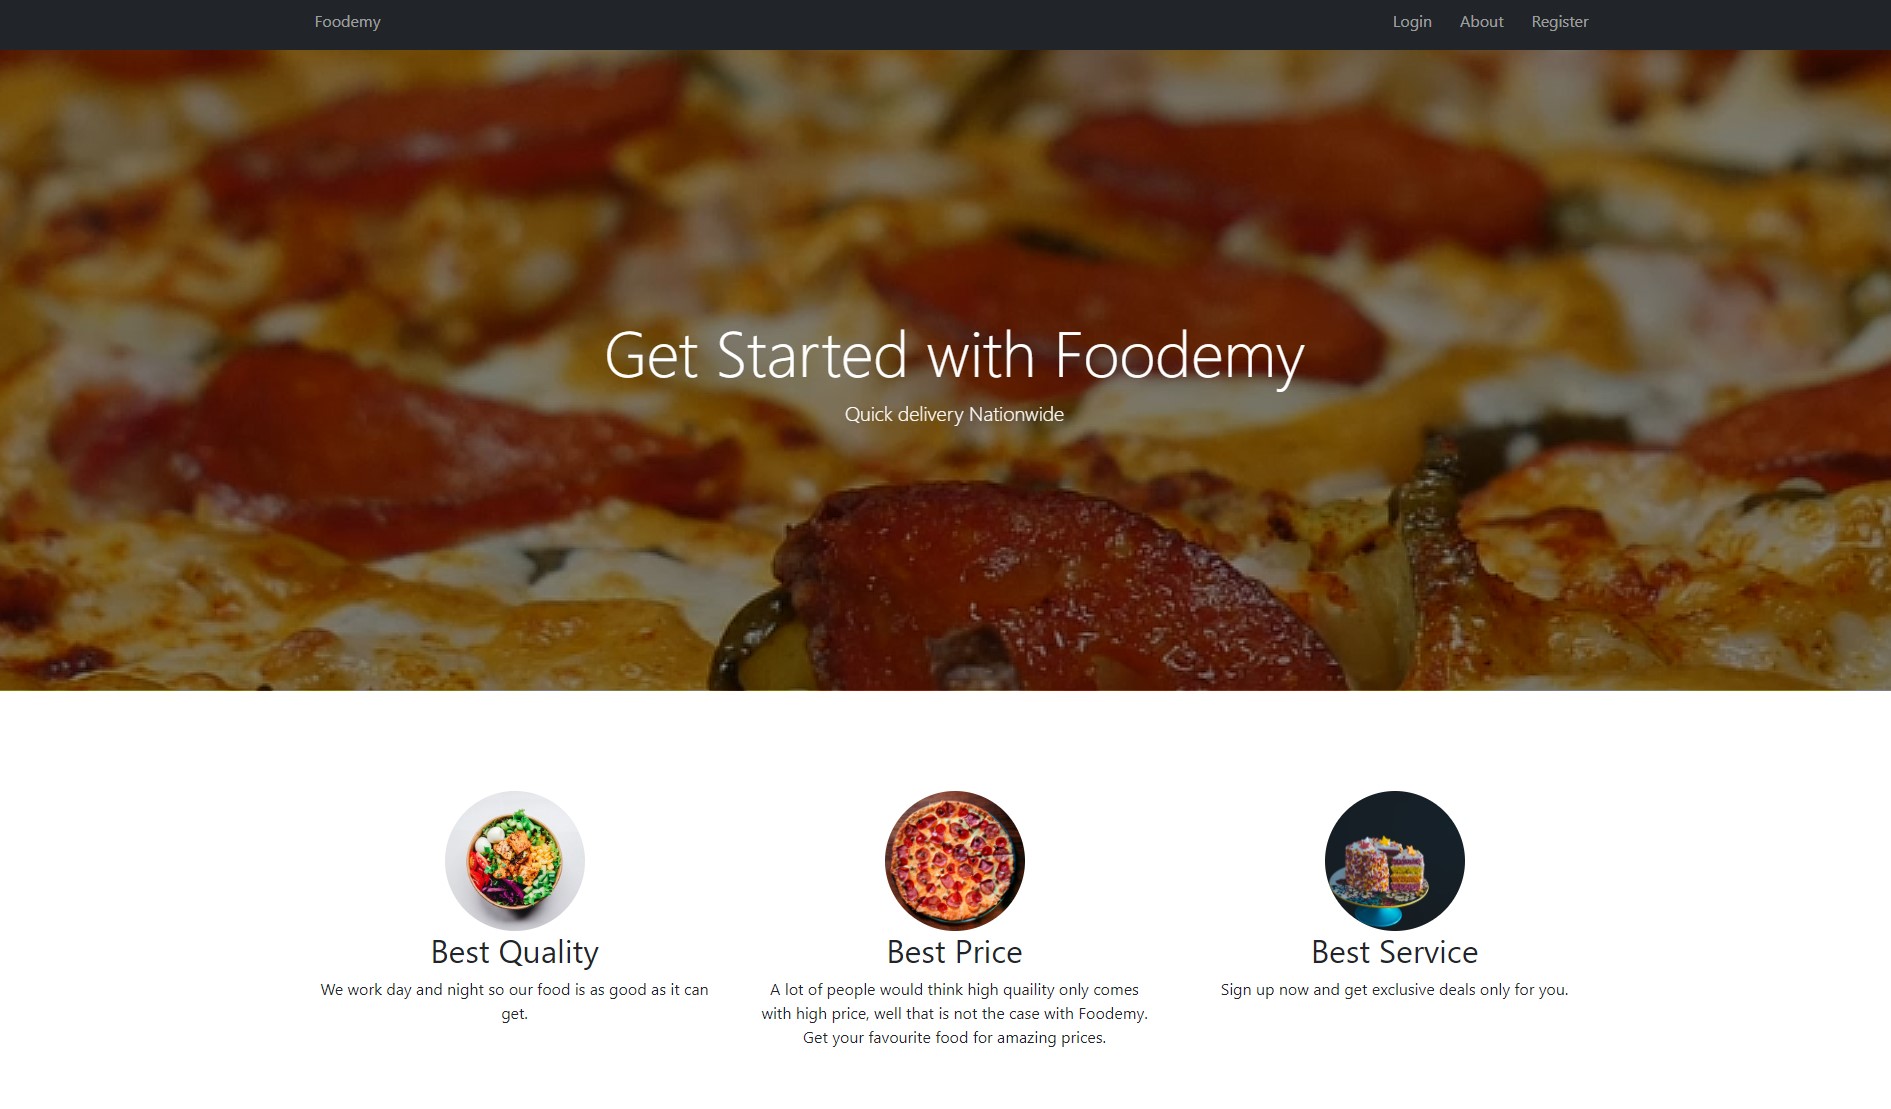 Foodemy
Login About Register
Get Started with Foodemy
Quick delivery Nationwide
Best Quality
We work day and night so our food is as good as it can
get.
Best Price
A lot of people would think high quaility only comes
with high price, well that is not the case with Foodemy.
Get your favourite food for amazing prices.
Best Service
Sign up now and get exclusive deals only for you.